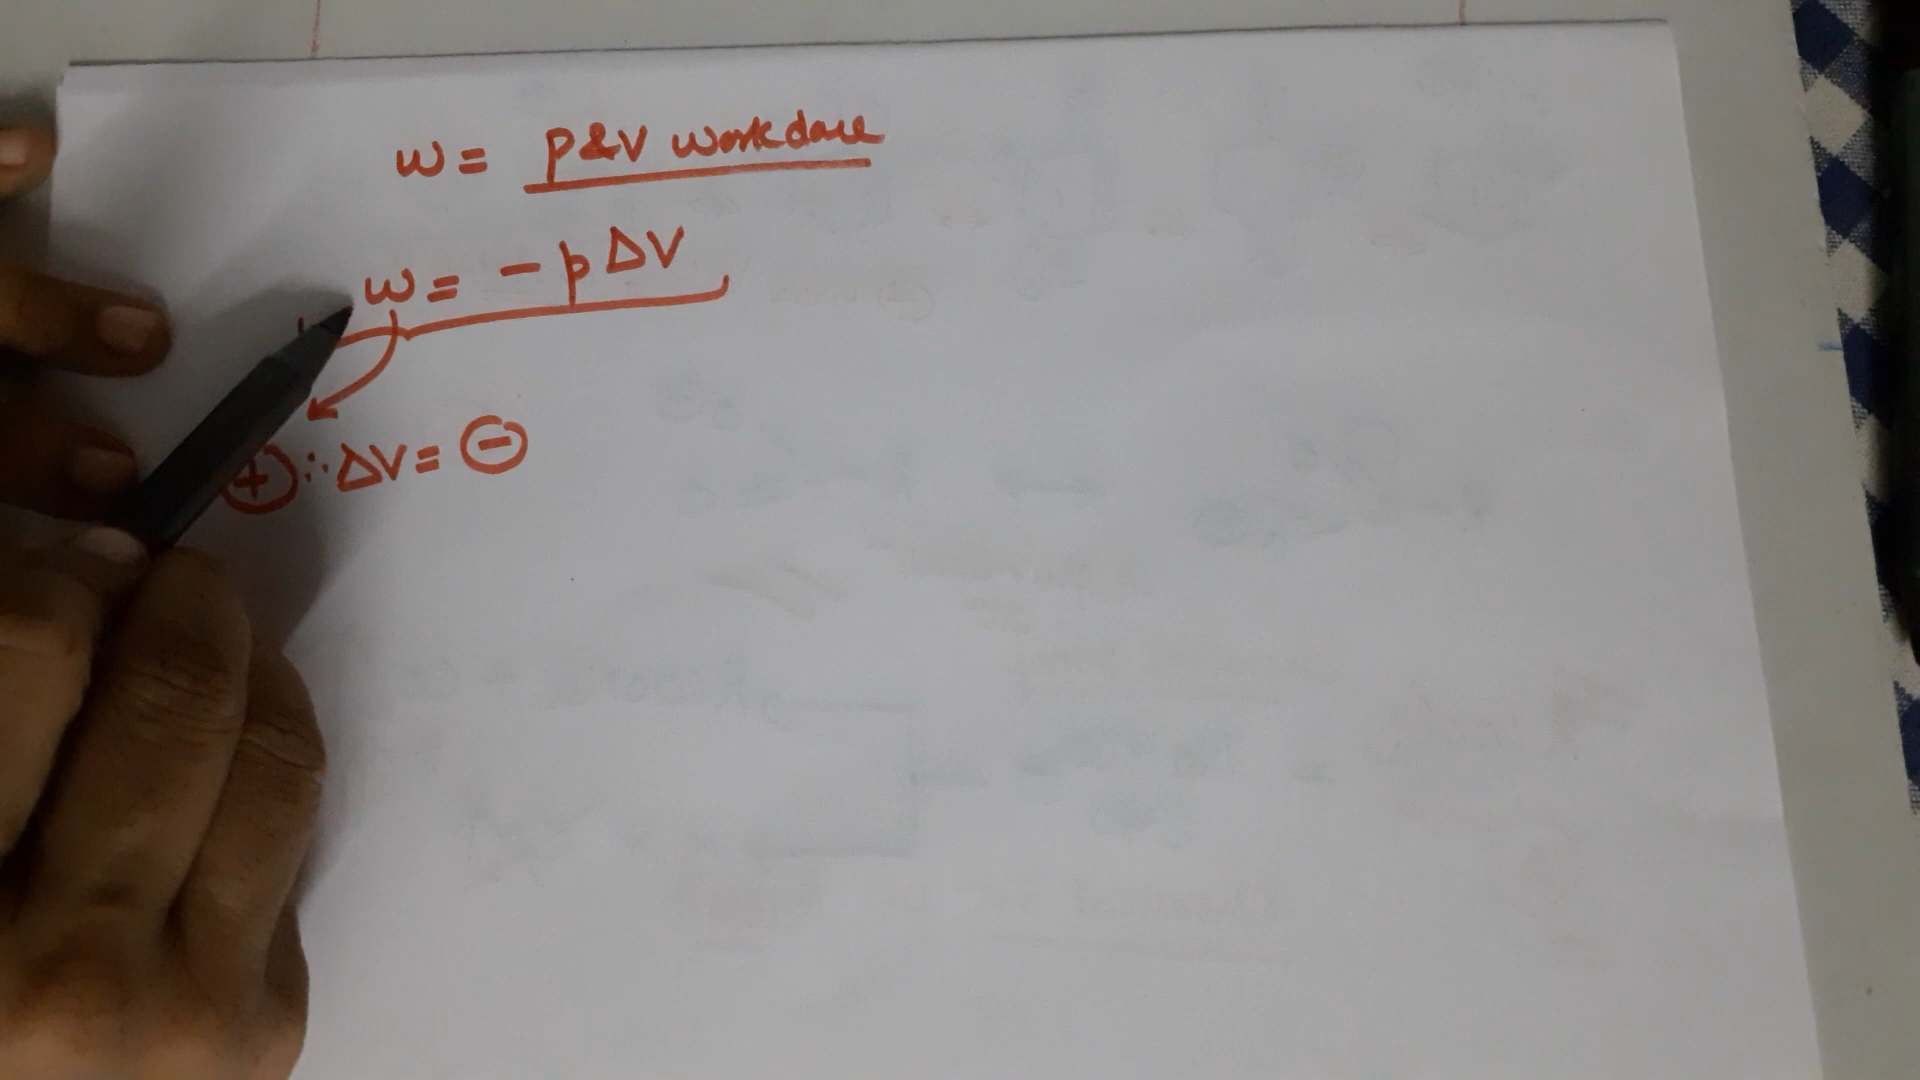 w = P&V workdone
w = - p ΔV
⊕ ∴ ΔV = ⊖